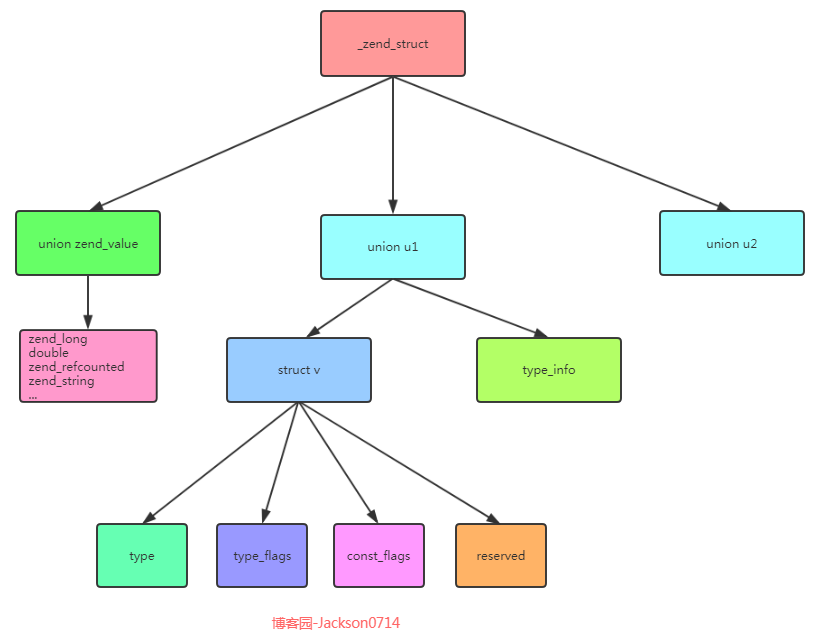 _zend_struct
union zend_value
union u1
union u2
zend_long
double
zend_refcounted
zend_string
...
struct v
type_info
type
type_flags
const_flags
reserved
博客园-Jackson0714